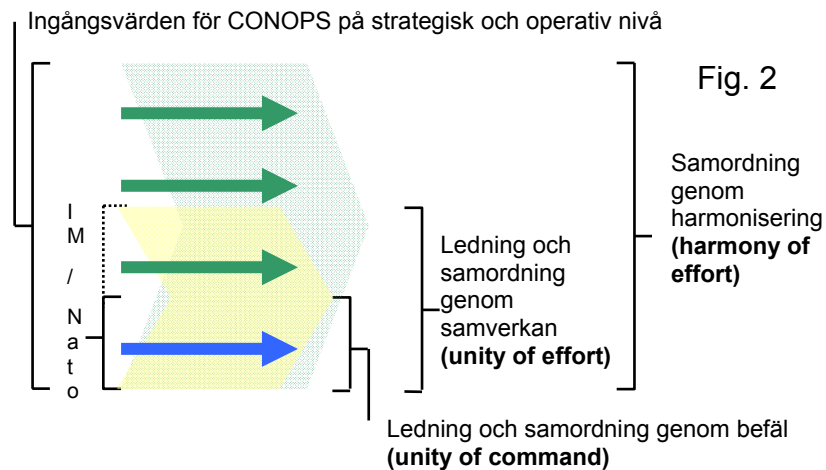 Ingångsvärden för CONOPS på strategisk och operativ nivå
Fig. 2
I
M
/
N
a
t
o
Samordning
genom
harmonisering
(harmony of
effort)
Ledning och
samordning
genom
samverkan
(unity of effort)
Ledning och samordning genom befäl
(unity of command)